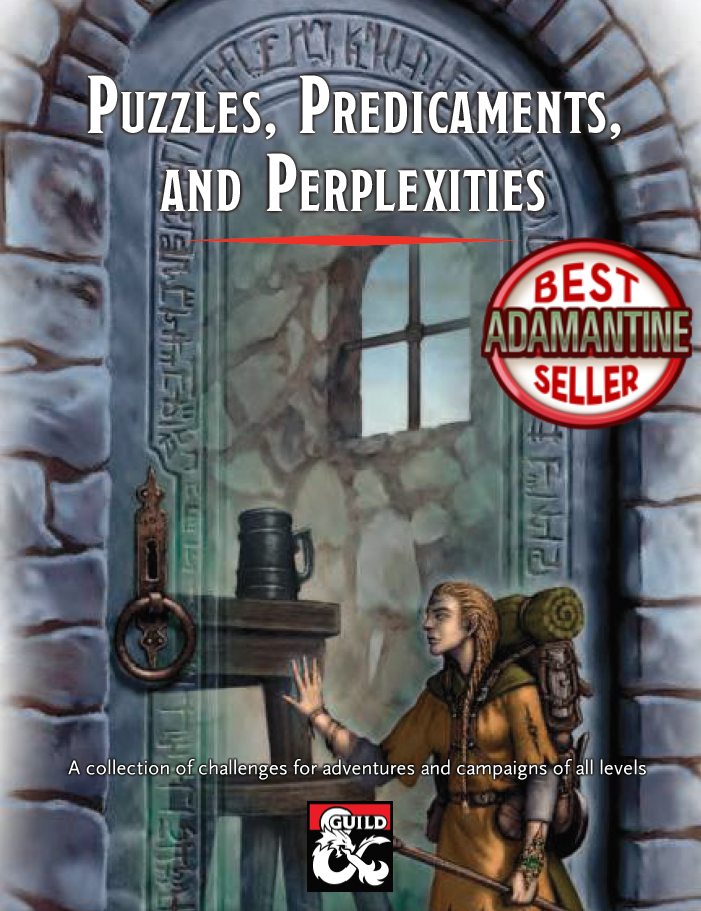 PUZZLES, PREDICAMENTS,
AND PERPLEXITIES
BEST
ADAMANTINE
SELLER
A collection of challenges for adventures and campaigns of all levels
GUILD